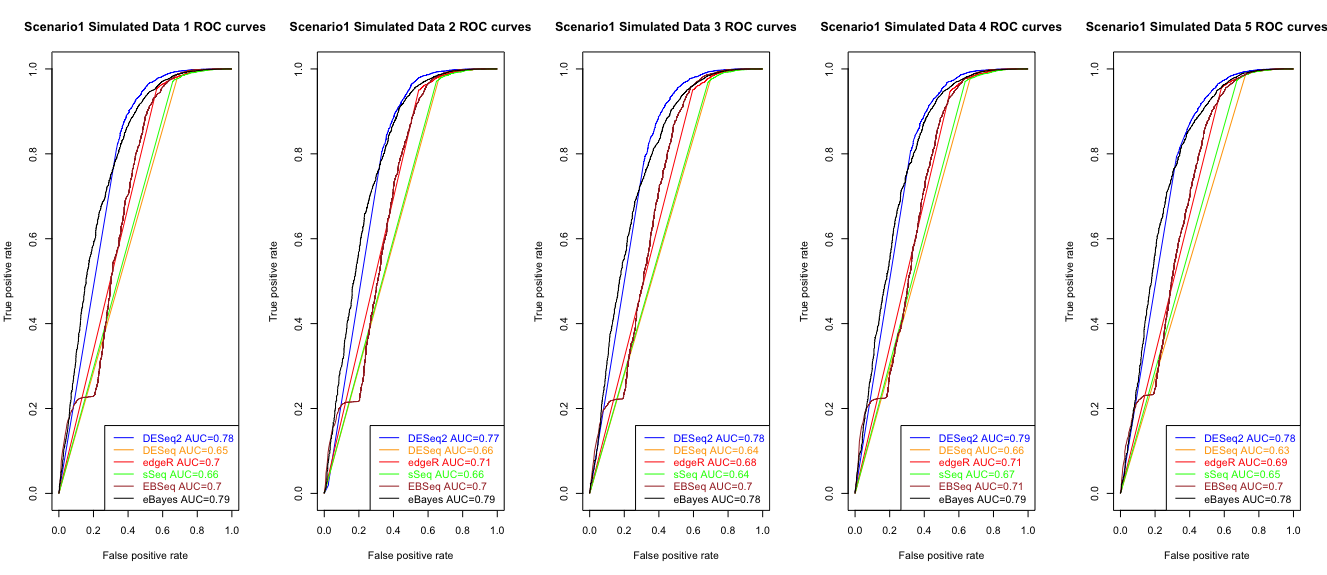 Scenario1 Simulated Data 1 ROC curves
True positive rate
1.0
0.8
0.6
0.4
0.2
0.0
DESeq2 AUC=0.78
DESeq AUC=0.65
edgeR AUC=0.7
sSeq AUC=0.66
EBSeq AUC=0.7
eBayes AUC=0.79
0.0 0.2 0.4 0.6 0.8 1.0
False positive rate
Scenario1 Simulated Data 2 ROC curves
True positive rate
1.0
0.8
0.6
0.4
0.2
0.0
DESeq2 AUC=0.77
DESeq AUC=0.66
edgeR AUC=0.71
sSeq AUC=0.66
EBSeq AUC=0.7
eBayes AUC=0.79
0.0 0.2 0.4 0.6 0.8 1.0
False positive rate
Scenario1 Simulated Data 3 ROC curves
True positive rate
1.0
0.8
0.6
0.4
0.2
0.0
DESeq2 AUC=0.78
DESeq AUC=0.64
edgeR AUC=0.68
sSeq AUC=0.64
EBSeq AUC=0.7
eBayes AUC=0.78
0.0 0.2 0.4 0.6 0.8 1.0
False positive rate
Scenario1 Simulated Data 4 ROC curves
True positive rate
1.0
0.8
0.6
0.4
0.2
0.0
DESeq2 AUC=0.79
DESeq AUC=0.66
edgeR AUC=0.71
sSeq AUC=0.67
EBSeq AUC=0.71
eBayes AUC=0.79
0.0 0.2 0.4 0.6 0.8 1.0
False positive rate
Scenario1 Simulated Data 5 ROC curves
True positive rate
1.0
0.8
0.6
0.4
0.2
0.0
DESeq2 AUC=0.78
DESeq AUC=0.63
edgeR AUC=0.69
sSeq AUC=0.65
EBSeq AUC=0.7
eBayes AUC=0.78
0.0 0.2 0.4 0.6 0.8 1.0
False positive rate